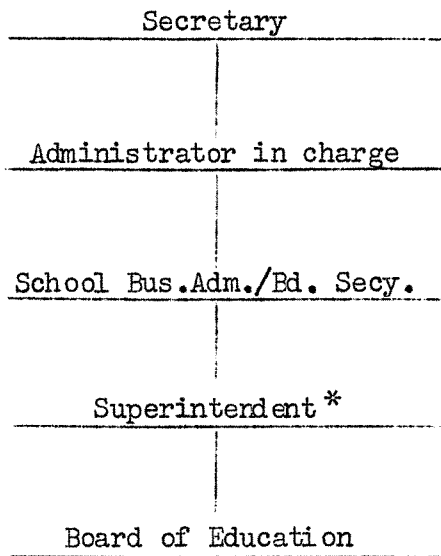 Secretary
Administrator in charge
School Bus.Adm./Bd. Secy.
Superintendent *
Board of Education